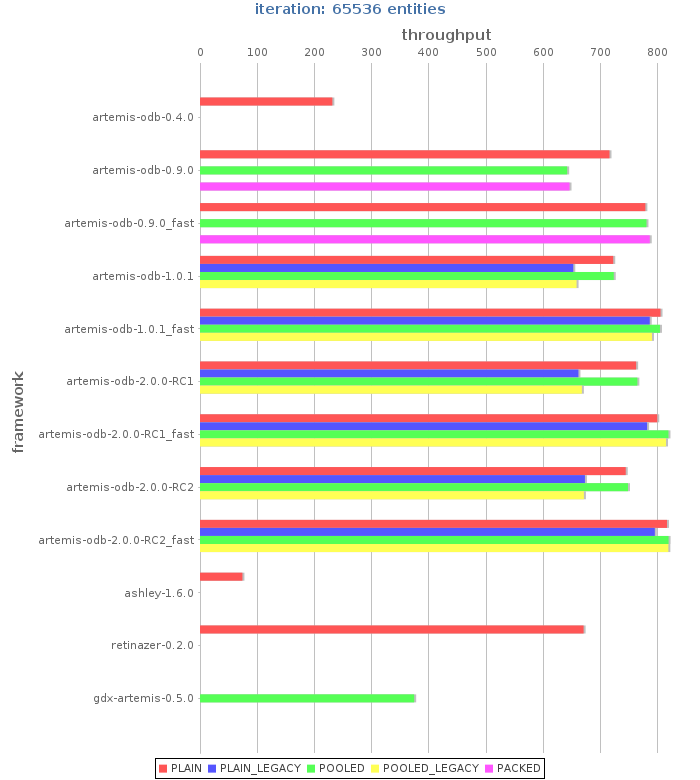 iteration: 65536 entities
throughput
0 100 200 300 400 500 600 700 800
framework
artemis-odb-0.4.0
artemis-odb-0.9.0
artemis-odb-0.9.0_fast
artemis-odb-1.0.1
artemis-odb-1.0.1_fast
artemis-odb-2.0.0-RC1
artemis-odb-2.0.0-RC1_fast
artemis-odb-2.0.0-RC2
artemis-odb-2.0.0-RC2_fast
ashley-1.6.0
retinazer-0.2.0
gdx-artemis-0.5.0
PLAIN PLAIN_LEGACY POOLED POOLED_LEGACY PACKED